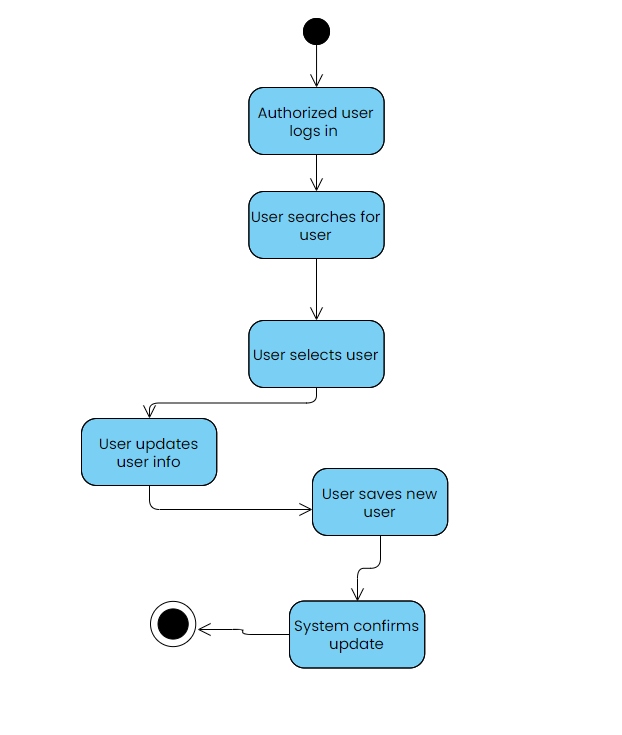 Authorized user
logs in
User searches for
user
User selects user
User updates
user info
User saves new
user
System confirms
update